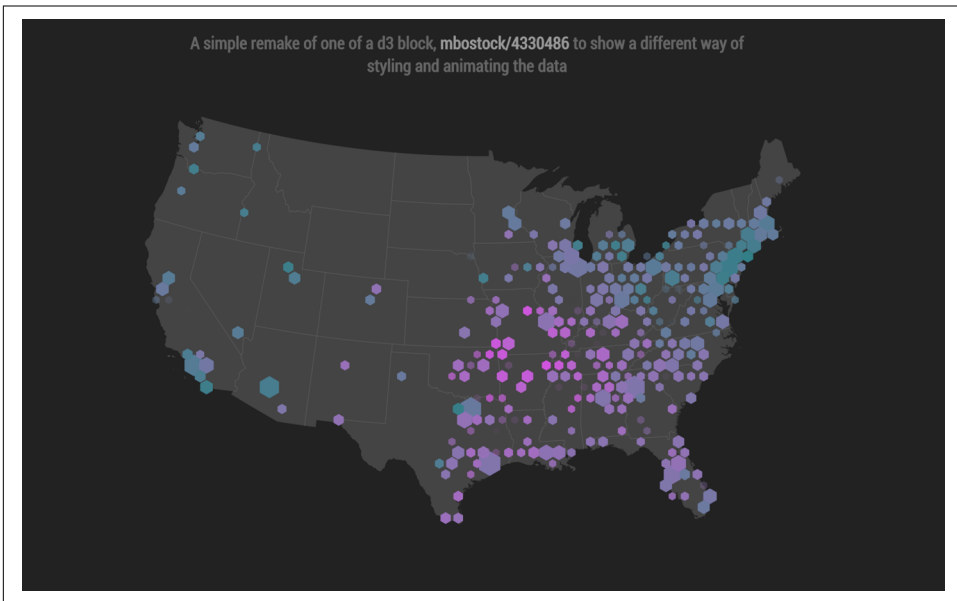 A simple remake of one of a d3 block, mbostock/4330486 to show a different way of
styling and animating the data